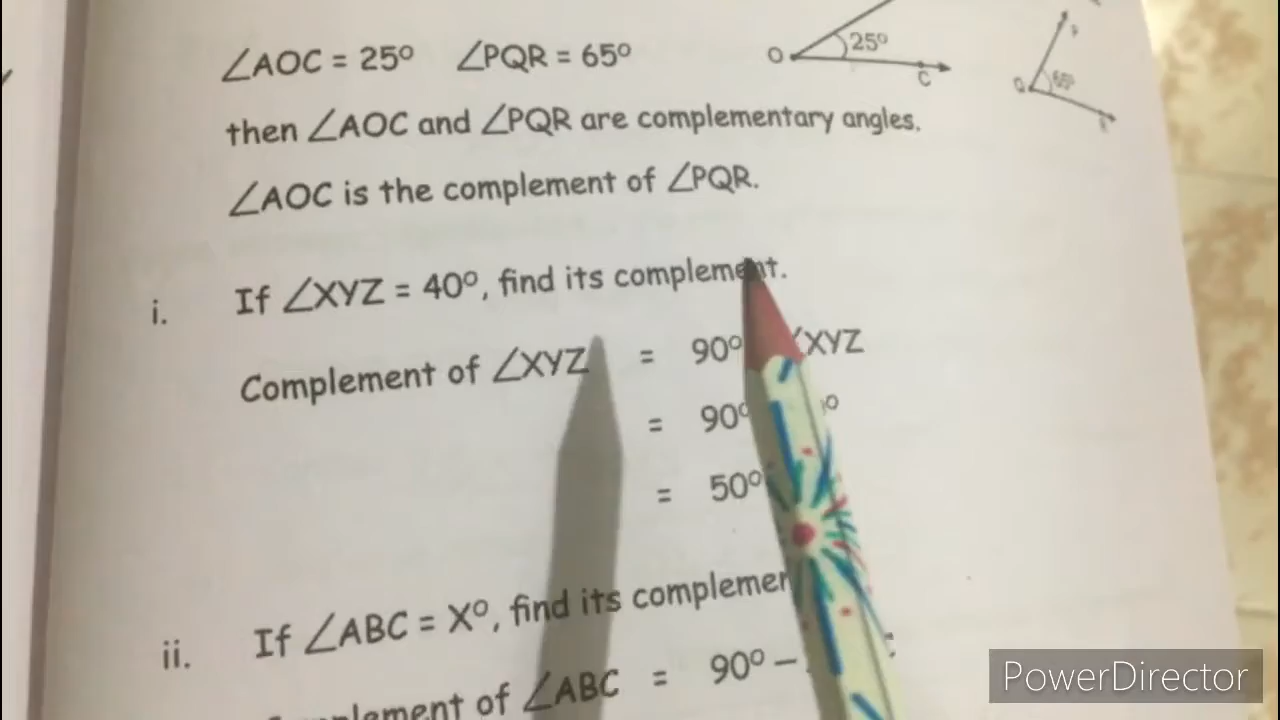 ∠AOC = 25° ∠PQR = 65°
O 25° C
Q 65°
then ∠AOC and ∠PQR are complementary angles.
∠AOC is the complement of ∠PQR.
i. If ∠XYZ = 40°, find its complement.
Complement of ∠XYZ = 90° ∠XYZ
= 90°
= 50°
ii. If ∠ABC = X°, find its
of ∠ABC = 90° –
PowerDirector